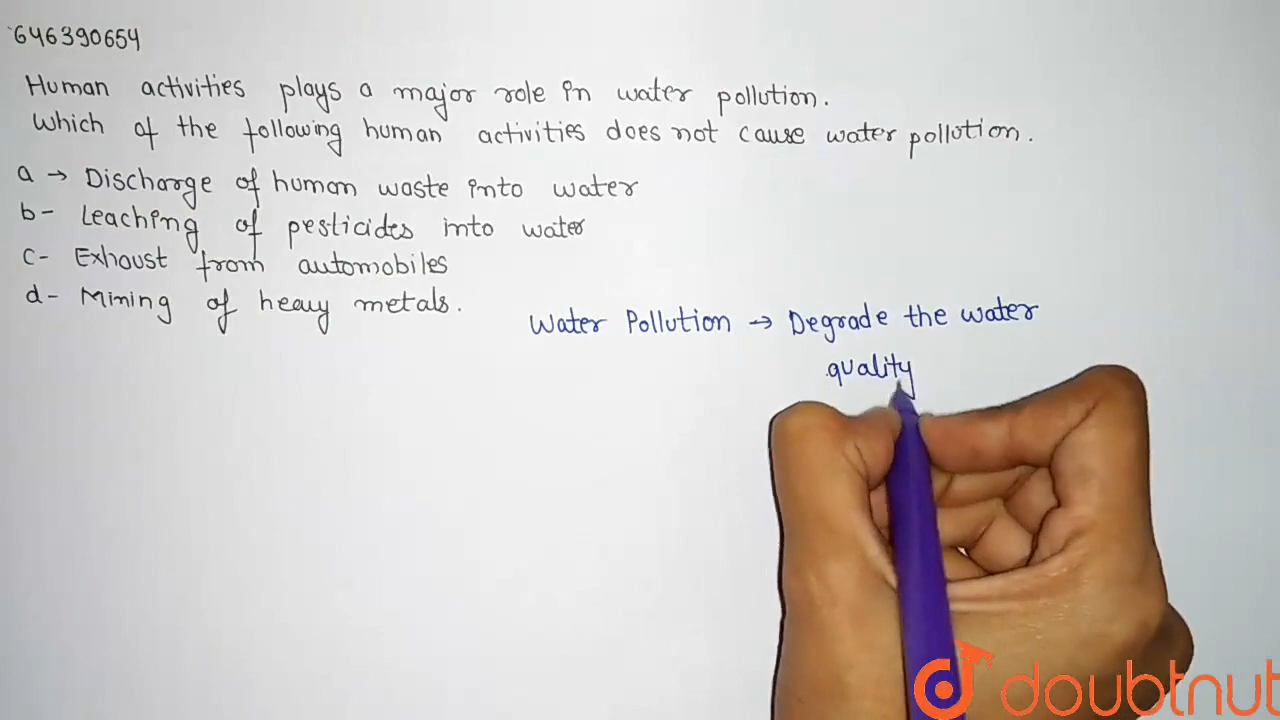 646390654
Human activities plays a major role in water pollution.
Which of the following human activities does not cause water pollution.
a → Discharge of human waste into water
b- Leaching of pesticides into water
c- Exhoust from automobiles
d- Mining of heavy metals.
Water Pollution → Degrade the water
quality
doubtnut